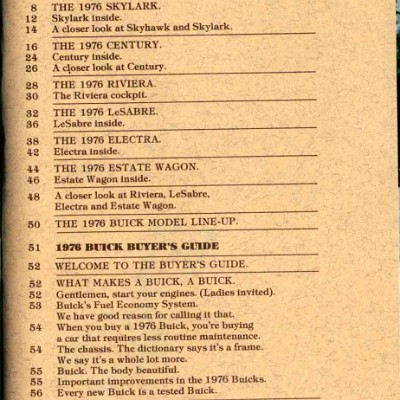 8 THE 1976 SKYLARK.
12 Skylark inside.
14 A closer look at Skyhawk and Skylark.
16 THE 1976 CENTURY.
24 Century inside.
26 A closer look at Century.
28 THE 1976 RIVIERA.
30 The Riviera cockpit.
32 THE 1976 LeSABRE.
36 LeSabre inside.
38 THE 1976 ELECTRA.
42 Electra inside.
44 THE 1976 ESTATE WAGON.
46 Estate Wagon inside.
48 A closer look at Riviera, LeSabre,
Electra and Estate Wagon.
50 THE 1976 BUICK MODEL LINE-UP.
51 1976 BUICK BUYER'S GUIDE
52 WELCOME TO THE BUYER'S GUIDE.
52 WHAT MAKES A BUICK, A BUICK.
52 Gentlemen, start your engines. (Ladies invited).
53 Buick's Fuel Economy System.
We have good reason for calling it that.
54 When you buy a 1976 Buick, you're buying
a car that requires less routine maintenance.
54 The chassis. The dictionary says it's a frame.
We say it's a whole lot more.
55 Buick. The body beautiful.
55 Important improvements in the 1976 Buicks.
56 Every new Buick is a tested Buick.